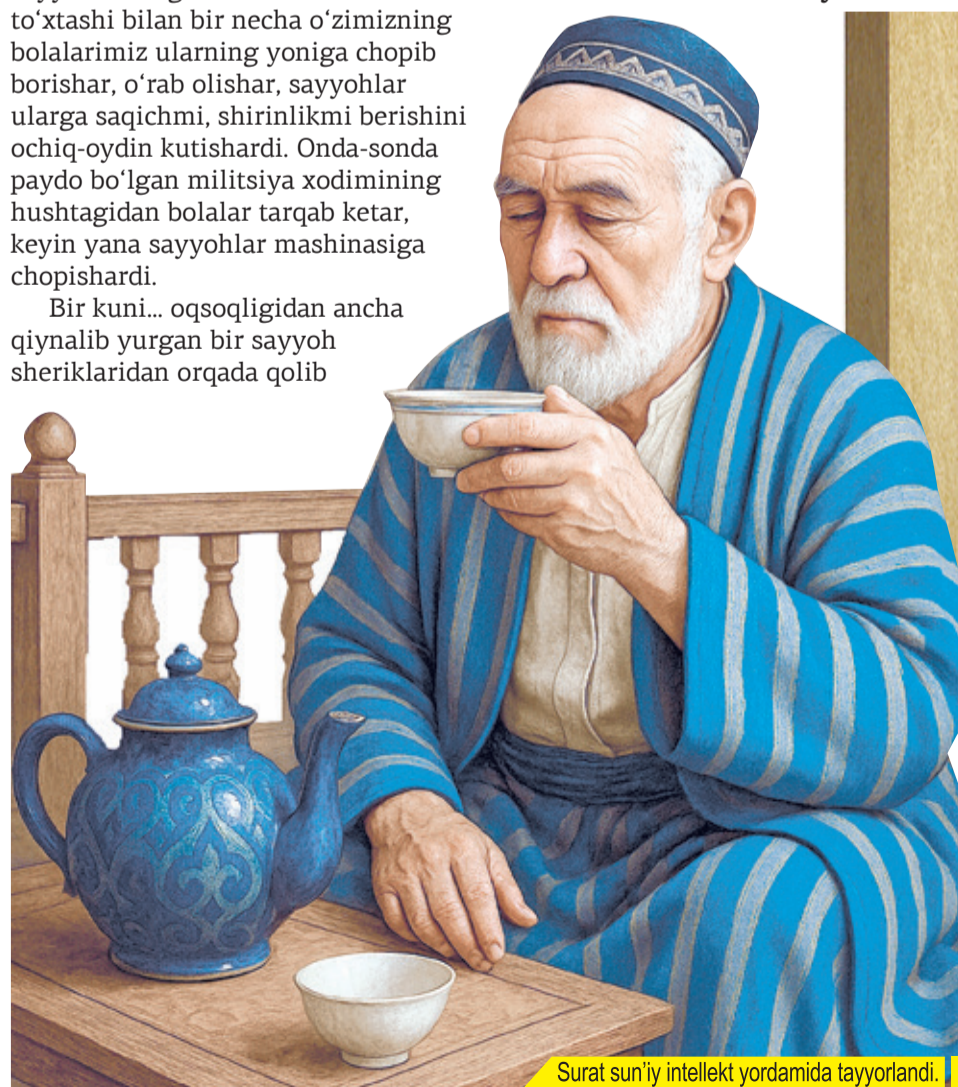 to‘xtashi bilan bir necha o‘zimizning
bolalarimiz ularning yoniga chopib
borishar, o‘rab olishar, sayyohlar
ularga saqichmi, shirinlikmi berishini
ochiq-oydin kutishardi. Onda-sonda
paydo bo‘lgan militsiya xodimining
hushtagidan bolalar tarqab ketar,
keyin yana sayyohlar mashinasiga
chopishardi.
Bir kuni... oqsoqligidan ancha
qiynalib yurgan bir sayyoh
sheriklaridan orqada qolib
Surat sun’iy intellekt yordamida tayyorlandi.